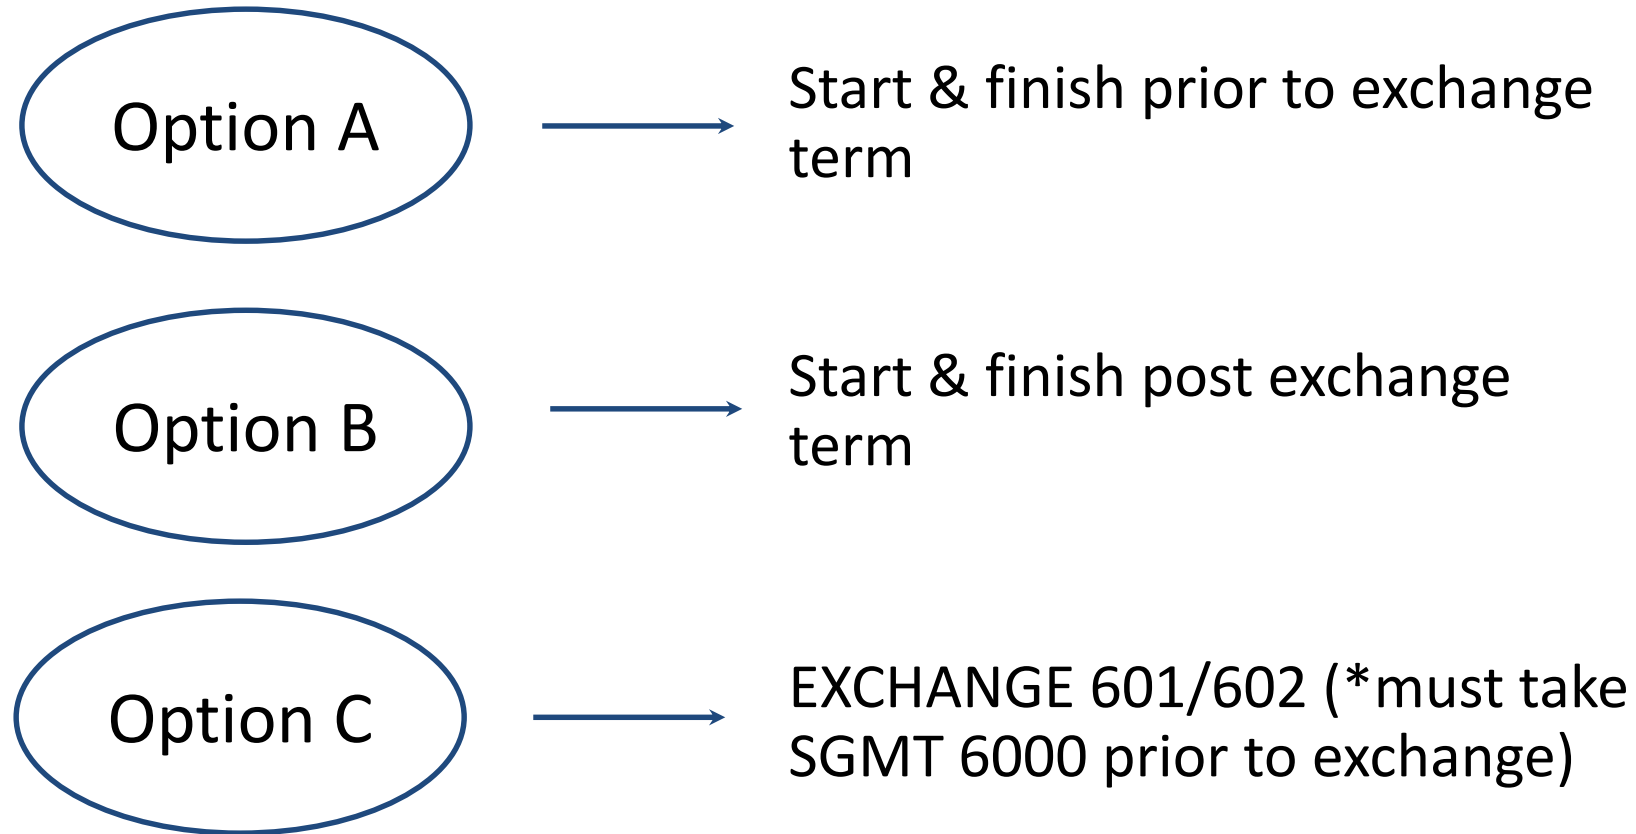 Option A
Start & finish prior to exchange
term
Option B
Start & finish post exchange
term
Option C
EXCHANGE 601/602 (*must take
SGMT 6000 prior to exchange)